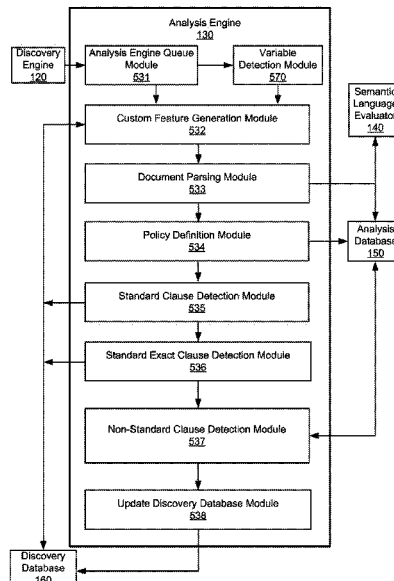 Analysis Engine
130
Discovery
Engine
120
Analysis Engine Queue
Module
531
Variable
Detection Module
570
Semantic
Language
Evaluator
140
Custom Feature Generation Module
532
Document Parsing Module
533
Policy Definition Module
534
Analysis
Database
150
Standard Clause Detection Module
535
Standard Exact Clause Detection Module
536
Non-Standard Clause Detection Module
537
Update Discovery Database Module
538
Discovery
Database
160